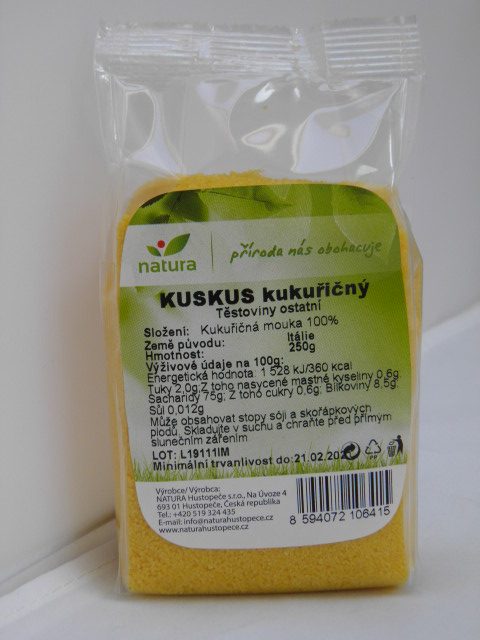 natura
příroda nás obohacuje
KUSKUS kukuřičný
Těstoviny ostatní
Složení: Kukuřičná mouka 100%
Země původu: Itálie
Hmotnost: 250g
Výživové údaje na 100g:
Energetická hodnota: 1 528 kJ/360 kcal
Tuky 2,0g,Z toho nasycené mastné kyseliny 0,6g,
Sacharidy 75g; Z toho cukry 0,6g; Bílkoviny 8,5g,
Sůl 0,012g
Může obsahovat stopy sóji a skořápkových
plodů. Skladujte v suchu a chraňte před přímým
slunečním zářením
LOT: L19111IM
Minimální trvanlivost do:21.02.202
Výrobce/ Výrobca:
NATURA Hustopeče s.r.o., Na Úvoze 4
693 01 Hustopeče, Česká republika
Tel.: +420 519 324 435
E-mail: info@naturahustopece.cz
www.naturahustopece.cz
8 594072 106415